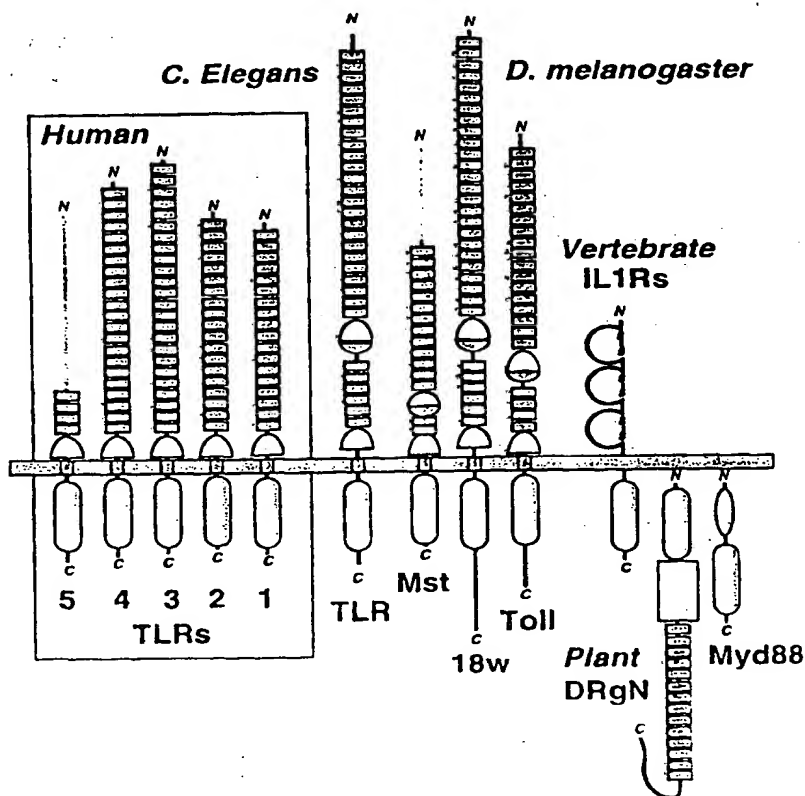 N
N
C. Elegans
D. melanogaster
Human
N
N
N
N
N
N
N
Vertebrate
IL1Rs
N
N
N
C
C
C
C
C
C
C
C
C
C
C
C
5 4 3 2 1
TLRs
TLR
Mst
18w
Toll
Plant
DRgN
Myd88
C